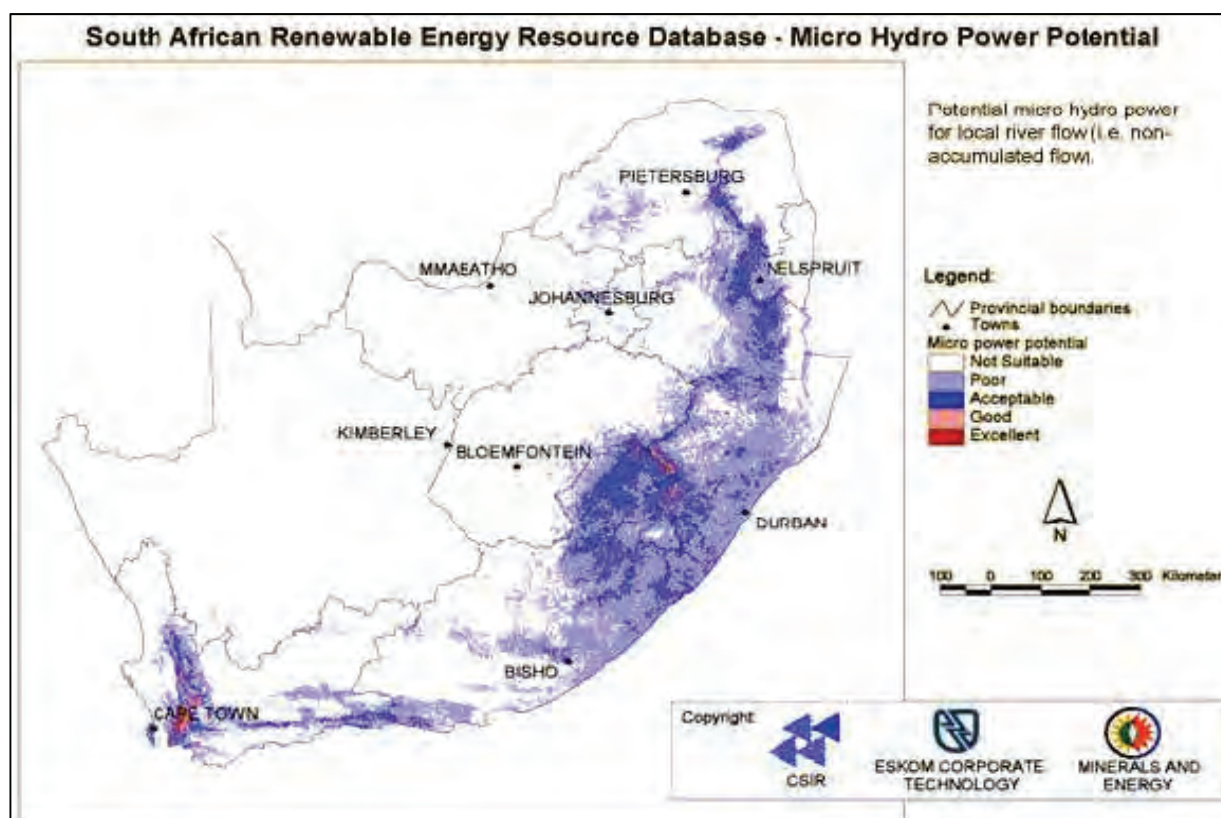 South African Renewable Energy Resource Database - Micro Hydro Power Potential
Potential micro hydro power
for local river flow (i.e. non-
accumulated flow).
PIETERSBURG
MMABATHO
NELSPRUIT
JOHANNESBURG
Legend:
Provincial boundaries
Towns
Micro power potential
Not Suitable
Poor
Acceptable
Good
Excellent
KIMBERLEY
BLOEMFONTEIN
DURBAN
N
100 0 100 200 300 Kilometer
BISHO
CAPE TOWN
Copyright:
CSIR
ESKOM CORPORATE
TECHNOLOGY
MINERALS AND
ENERGY